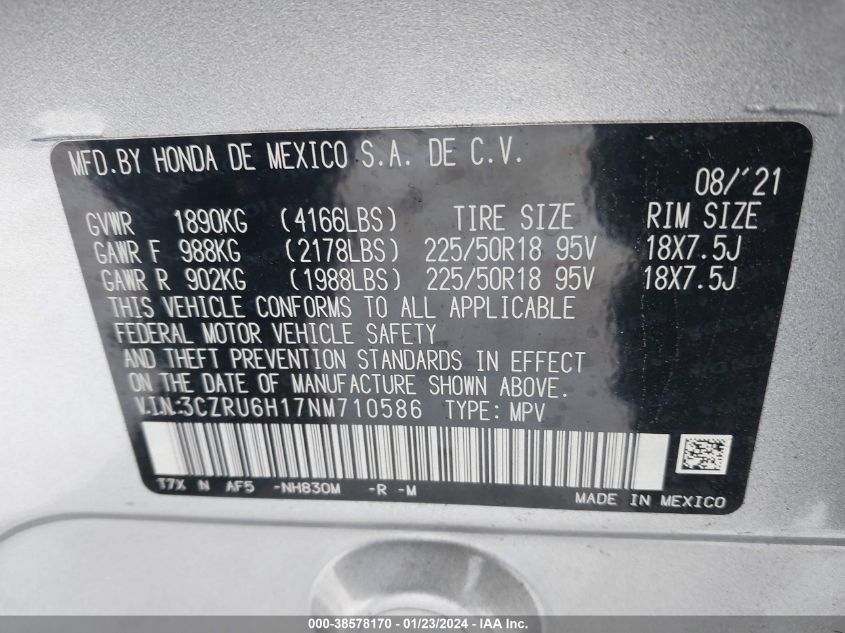 MFD.BY HONDA DE MEXICO S.A. DE C.V.
08/'21
GVWR 1890KG (4166LBS) TIRE SIZE RIM SIZE
GAWR F 988KG (2178LBS) 225/50R18 95V 18X7.5J
GAWR R 902KG (1988LBS) 225/50R18 95V 18X7.5J
THIS VEHICLE CONFORMS TO ALL APPLICABLE
FEDERAL MOTOR VEHICLE SAFETY
AND THEFT PREVENTION STANDARDS IN EFFECT
ON THE DATE OF MANUFACTURE SHOWN ABOVE.
V.I.N.:3CZRU6H17NM710586 TYPE: MPV
T7X N AF5 -NH830M -R -M
MADE IN MEXICO
000-38578170 - 01/23/2024 - IAA Inc.